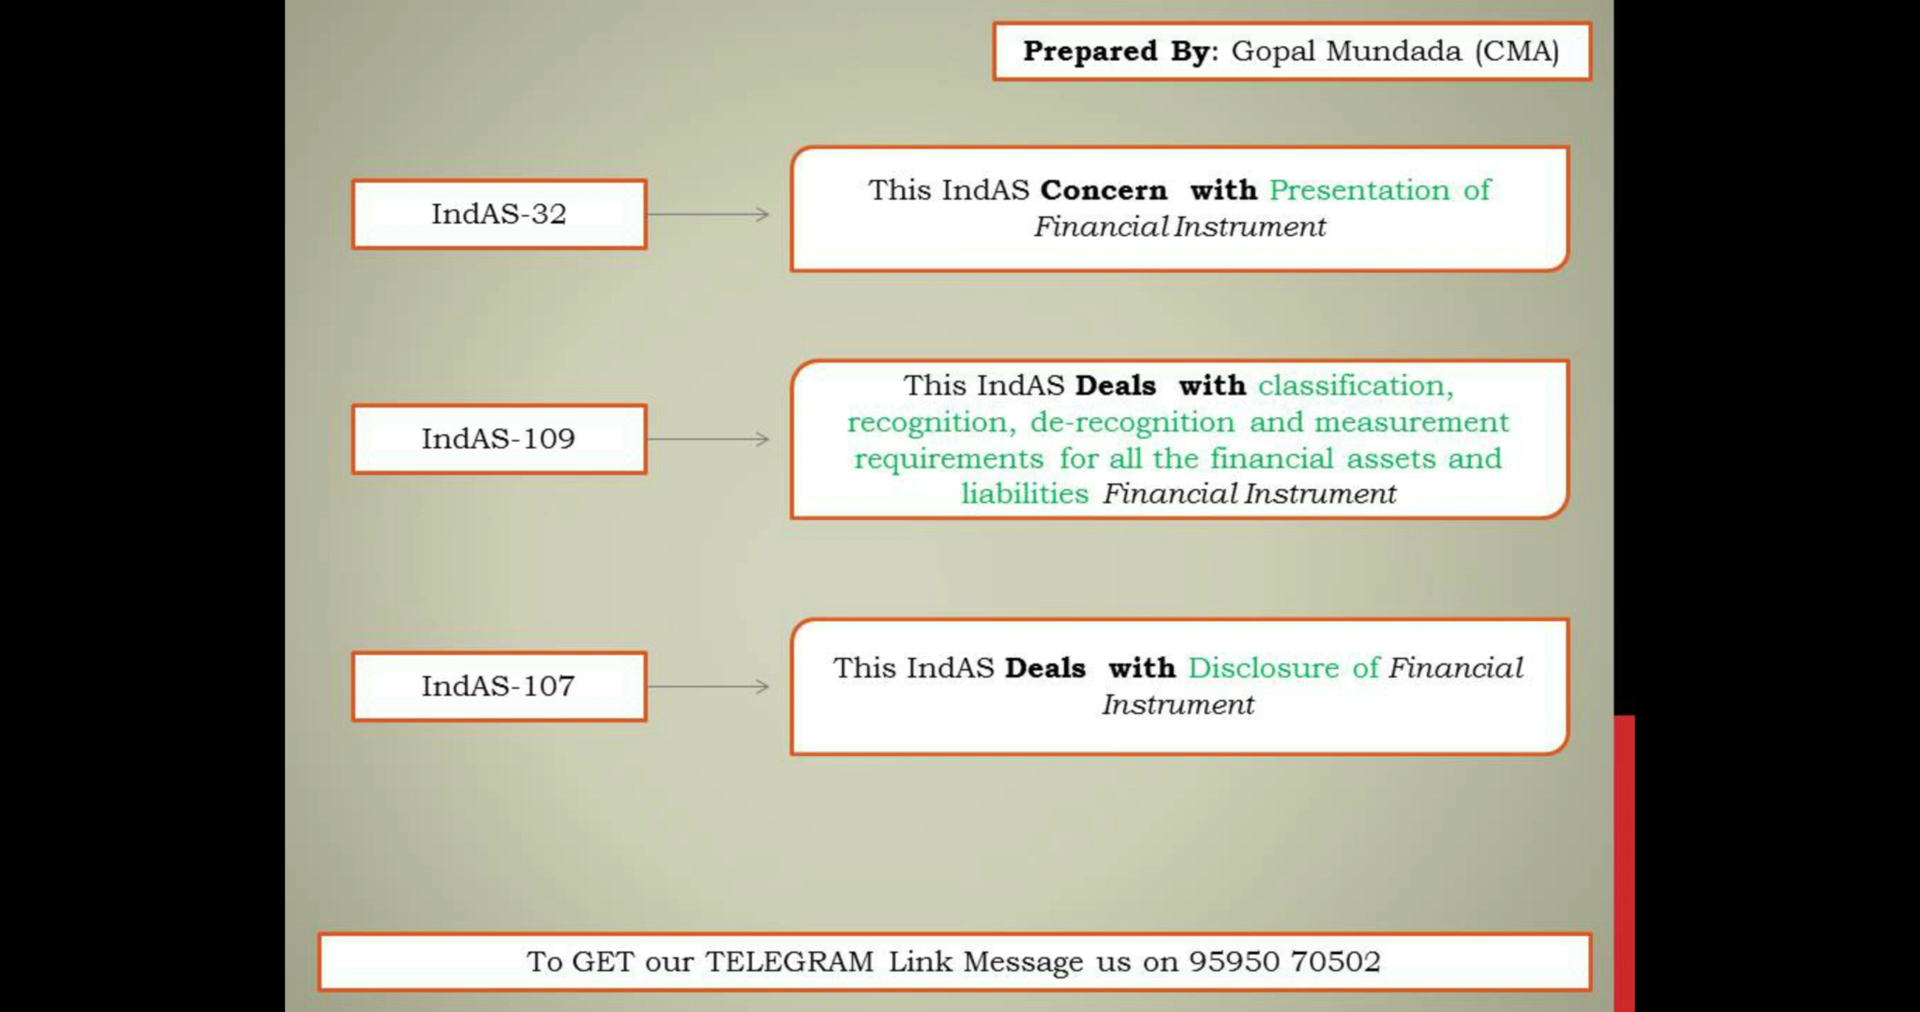 Prepared By: Gopal Mundada (CMA)
IndAS-32
This IndAS Concern with Presentation of
Financial Instrument
IndAS-109
This IndAS Deals with classification,
recognition, de-recognition and measurement
requirements for all the financial assets and
liabilities Financial Instrument
IndAS-107
This IndAS Deals with Disclosure of Financial
Instrument
To GET our TELEGRAM Link Message us on 95950 70502